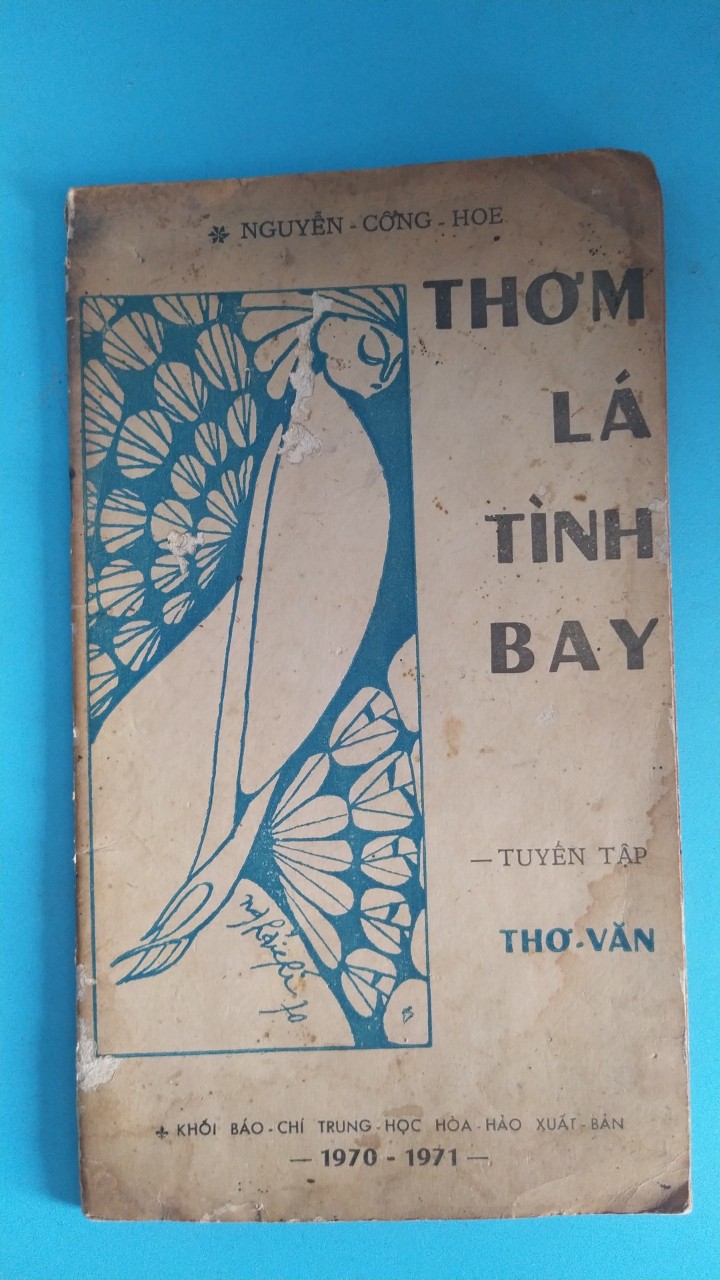 NGUYỄN - CÔNG - HOE
THƠM
LÁ
TÌNH
BAY
— TUYỂN TẬP
THƠ - VĂN
KHỐI BÁO - CHÍ TRUNG - HỌC HÒA - HẢO XUẤT - BẢN
— 1970 - 1971 —